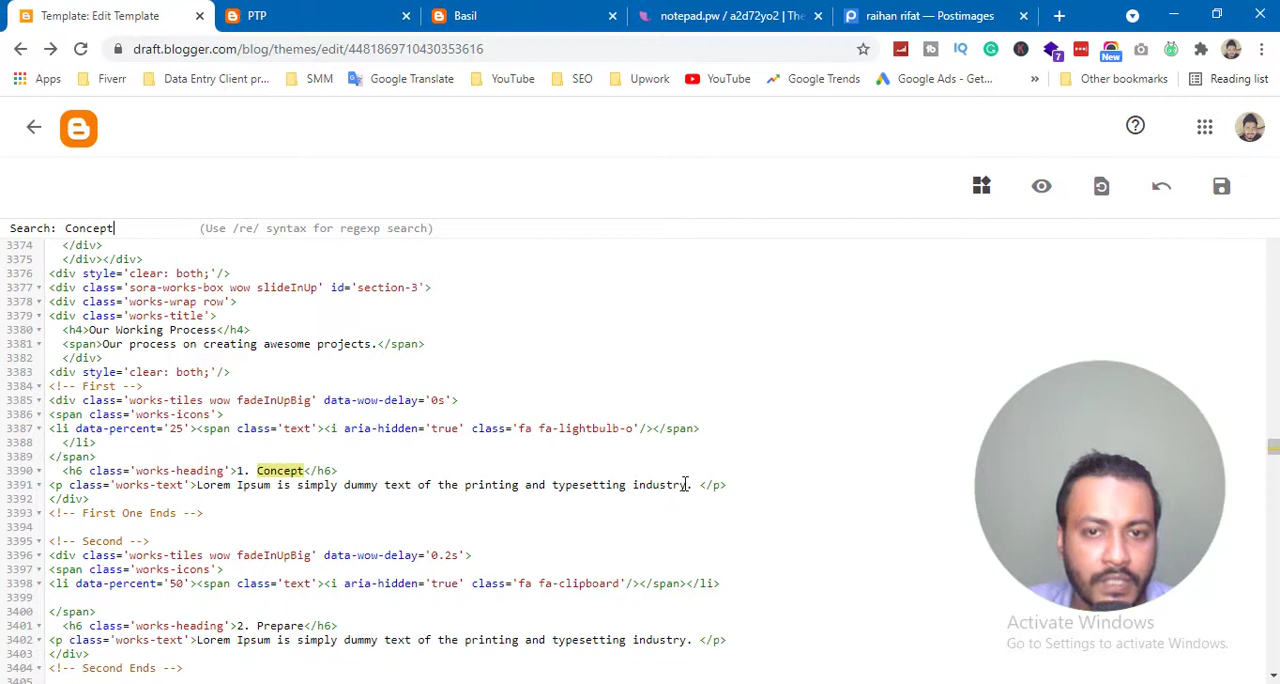 Template: Edit Template
PTP
Basil
notepad.pw / a2d72yo2 | The
raihan rifat — Postimages
draft.blogger.com/blog/themes/edit/4481869710430353616
7
New
Apps
Fiverr
Data Entry Client pr...
SMM
Google Translate
YouTube
SEO
Upwork
YouTube
Google Trends
Google Ads - Get...
»
Other bookmarks
Reading list
Search: Concept (Use /re/ syntax for regexp search)
3374 </div>
3375 </div></div>
3376 <div style='clear: both;'/>
3377 <div class='sora-works-box wow slideInUp' id='section-3'>
3378 <div class='works-wrap row'>
3379 <div class='works-title'>
3380 <h4>Our Working Process</h4>
3381 <span>Our process on creating awesome projects.</span>
3382 </div>
3383 <div style='clear: both;'/>
3384 <!-- First -->
3385 <div class='works-tiles wow fadeInUpBig' data-wow-delay='0s'>
3386 <span class='works-icons'>
3387 <li data-percent='25'><span class='text'><i aria-hidden='true' class='fa fa-lightbulb-o'/></span>
3388 </li>
3389 </span>
3390 <h6 class='works-heading'>1. Concept</h6>
3391 <p class='works-text'>Lorem Ipsum is simply dummy text of the printing and typesetting industry. </p>
3392 </div>
3393 <!-- First One Ends -->
3394
3395 <!-- Second -->
3396 <div class='works-tiles wow fadeInUpBig' data-wow-delay='0.2s'>
3397 <span class='works-icons'>
3398 <li data-percent='50'><span class='text'><i aria-hidden='true' class='fa fa-clipboard'/></span></li>
3399
3400 </span>
3401 <h6 class='works-heading'>2. Prepare</h6>
3402 <p class='works-text'>Lorem Ipsum is simply dummy text of the printing and typesetting industry. </p>
3403 </div>
3404 <!-- Second Ends -->
3405
Activate Windows
Go to Settings to activate Windows.